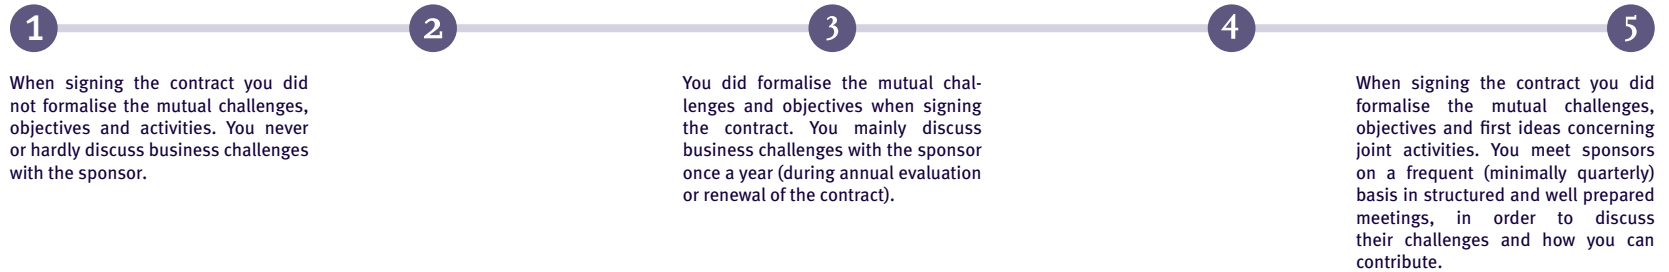 1
2
3
4
5
When signing the contract you did
not formalise the mutual challenges,
objectives and activities. You never
or hardly discuss business challenges
with the sponsor.
You did formalise the mutual chal-
lenges and objectives when signing
the contract. You mainly discuss
business challenges with the sponsor
once a year (during annual evaluation
or renewal of the contract).
When signing the contract you did
formalise the mutual challenges,
objectives and first ideas concerning
joint activities. You meet sponsors
on a frequent (minimally quarterly)
basis in structured and well prepared
meetings, in order to discuss
their challenges and how you can
contribute.